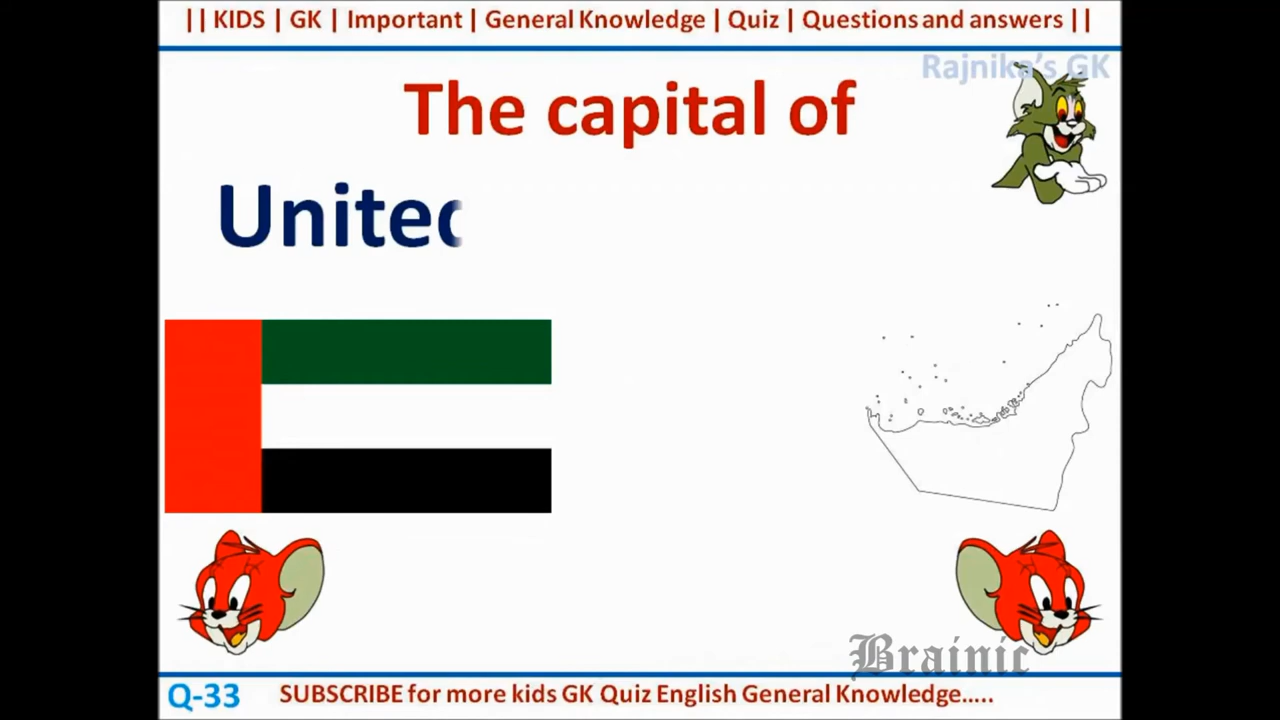 || KIDS | GK | Important | General Knowledge | Quiz | Questions and answers ||
Rajnika's GK
The capital of
United
Brainic
Q-33 SUBSCRIBE for more kids GK Quiz English General Knowledge.....